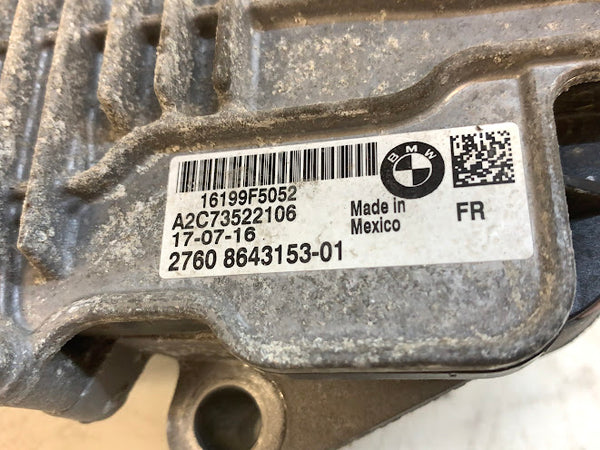 16199F5052
A2C73522106
17-07-16
2760 8643153-01
Made in
Mexico
BMW
FR